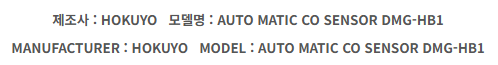 제조사 : HOKUYO 모델명 : AUTO MATIC CO SENSOR DMG-HB1
MANUFACTURER : HOKUYO MODEL : AUTO MATIC CO SENSOR DMG-HB1